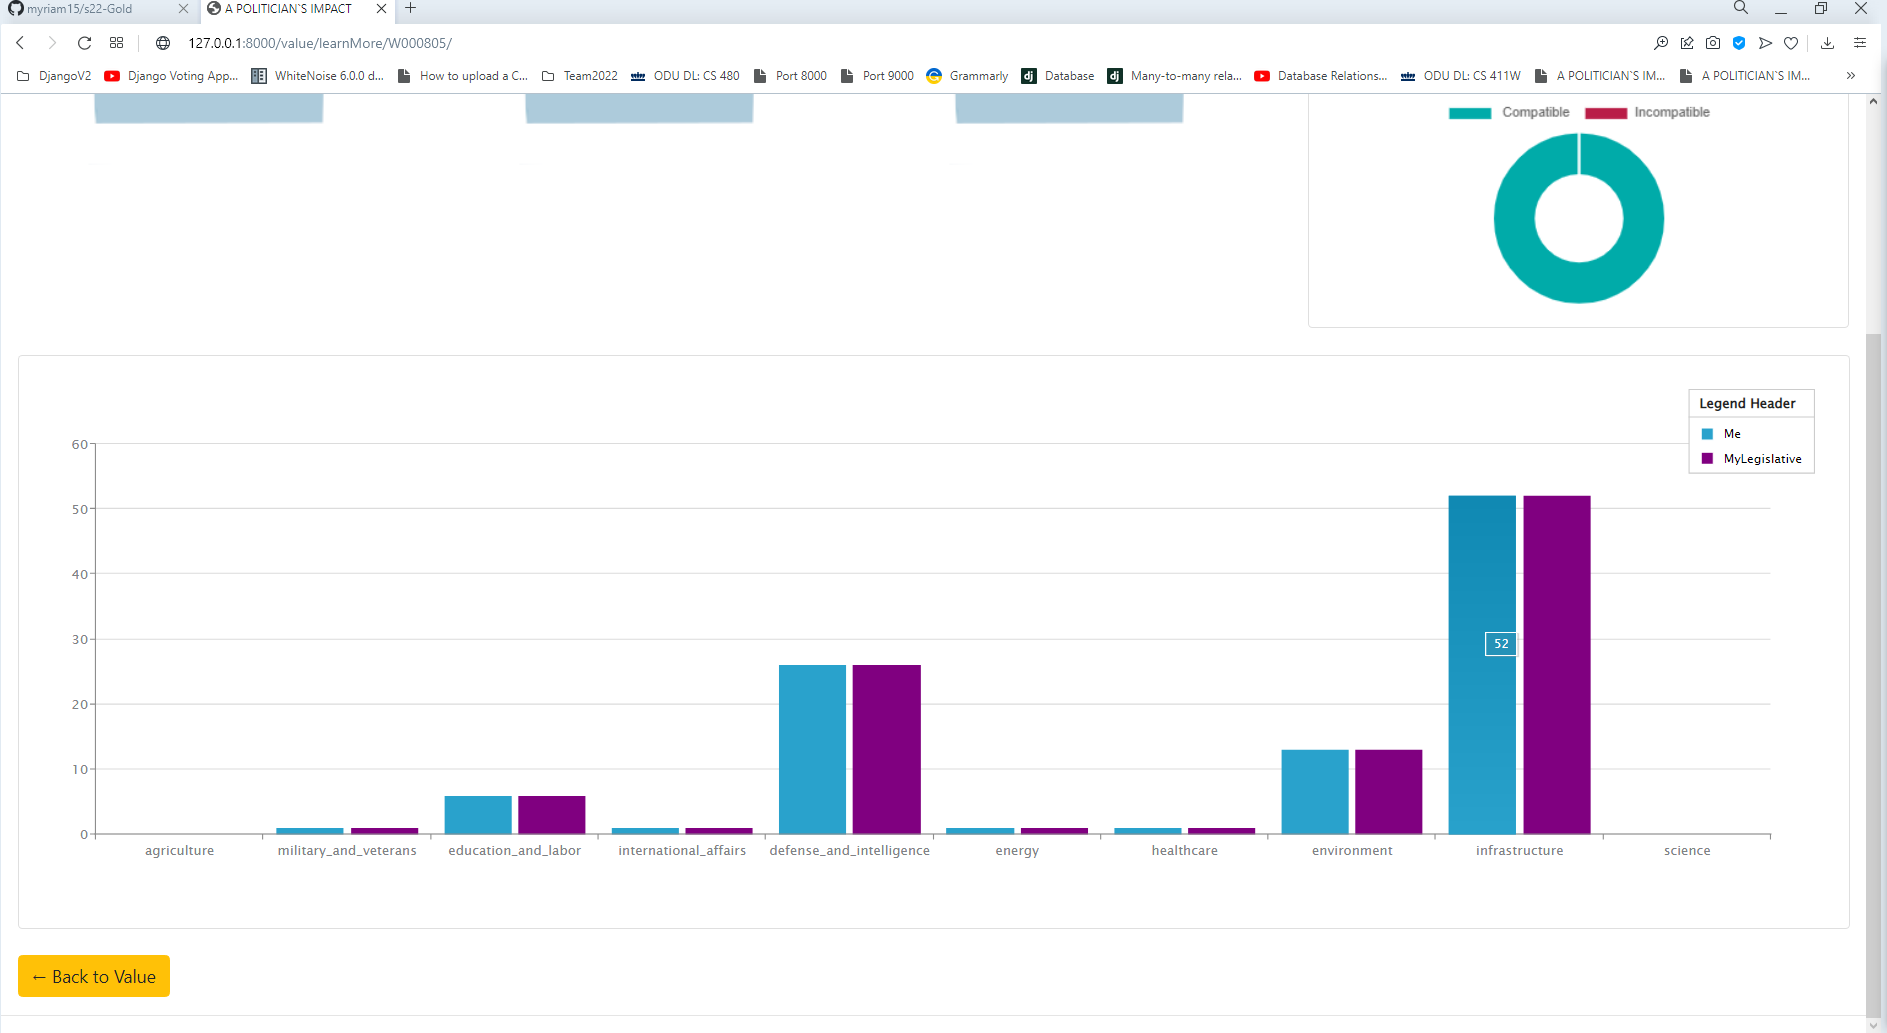 myriam15/s22-Gold
A POLITICIAN`S IMPACT
127.0.0.1:8000/value/learnMore/W000805/
DjangoV2 Django Voting App... WhiteNoise 6.0.0 d... How to upload a C... Team2022 ODU DL: CS 480 Port 8000 Port 9000 Grammarly dj Database dj Many-to-many rela... Database Relations... ODU DL: CS 411W A POLITICIAN`S IM... A POLITICIAN`S IM... »
Compatible Incompatible
Legend Header
Me
MyLegislative
60
50
40
30
20
10
0
52
agriculture military_and_veterans education_and_labor international_affairs defense_and_intelligence energy healthcare environment infrastructure science
← Back to Value